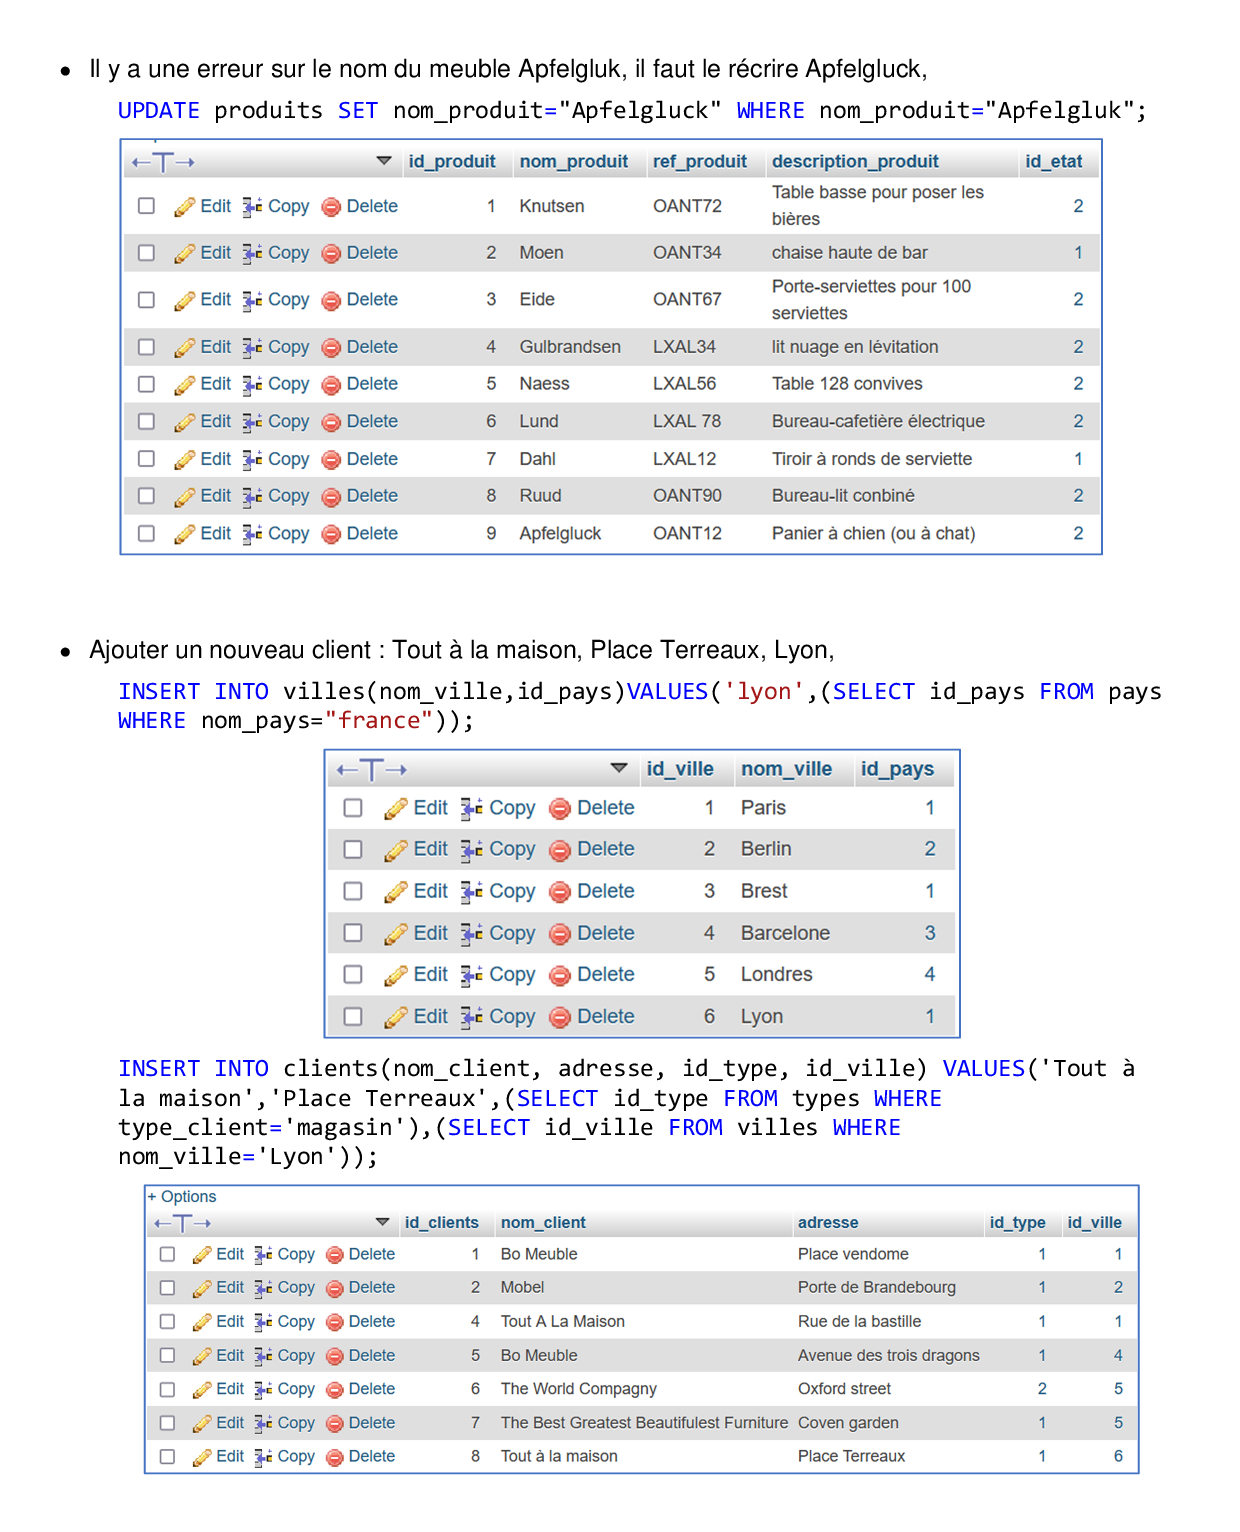 • Il y a une erreur sur le nom du meuble Apfelgluk, il faut le récrire Apfelgluck,
UPDATE produits SET nom_produit="Apfelgluck" WHERE nom_produit="Apfelgluk";
←T→ id_produit nom_produit ref_produit description_produit id_etat
Edit Copy Delete 1 Knutsen OANT72 Table basse pour poser les
bières 2
Edit Copy Delete 2 Moen OANT34 chaise haute de bar 1
Edit Copy Delete 3 Eide OANT67 Porte-serviettes pour 100
serviettes 2
Edit Copy Delete 4 Gulbrandsen LXAL34 lit nuage en lévitation 2
Edit Copy Delete 5 Naess LXAL56 Table 128 convives 2
Edit Copy Delete 6 Lund LXAL 78 Bureau-cafetière électrique 2
Edit Copy Delete 7 Dahl LXAL12 Tiroir à ronds de serviette 1
Edit Copy Delete 8 Ruud OANT90 Bureau-lit conbiné 2
Edit Copy Delete 9 Apfelgluck OANT12 Panier à chien (ou à chat) 2
• Ajouter un nouveau client : Tout à la maison, Place Terreaux, Lyon,
INSERT INTO villes(nom_ville,id_pays)VALUES('lyon',(SELECT id_pays FROM pays
WHERE nom_pays="france"));
←T→ id_ville nom_ville id_pays
Edit Copy Delete 1 Paris 1
Edit Copy Delete 2 Berlin 2
Edit Copy Delete 3 Brest 1
Edit Copy Delete 4 Barcelone 3
Edit Copy Delete 5 Londres 4
Edit Copy Delete 6 Lyon 1
INSERT INTO clients(nom_client, adresse, id_type, id_ville) VALUES('Tout à
la maison','Place Terreaux',(SELECT id_type FROM types WHERE
type_client='magasin'),(SELECT id_ville FROM villes WHERE
nom_ville='Lyon'));
+ Options
←T→ id_clients nom_client adresse id_type id_ville
Edit Copy Delete 1 Bo Meuble Place vendome 1 1
Edit Copy Delete 2 Mobel Porte de Brandebourg 1 2
Edit Copy Delete 4 Tout A La Maison Rue de la bastille 1 1
Edit Copy Delete 5 Bo Meuble Avenue des trois dragons 1 4
Edit Copy Delete 6 The World Compagny Oxford street 2 5
Edit Copy Delete 7 The Best Greatest Beautifulest Furniture Coven garden 1 5
Edit Copy Delete 8 Tout à la maison Place Terreaux 1 6